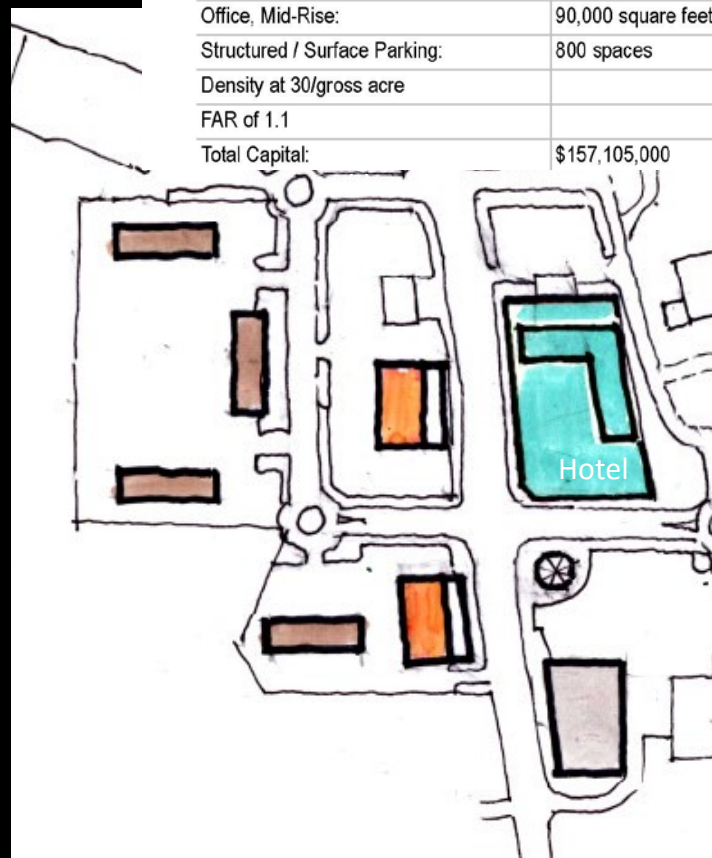 Office, Mid-Rise: 90,000 square feet
Structured / Surface Parking: 800 spaces
Density at 30/gross acre
FAR of 1.1
Total Capital: $157,105,000
Hotel